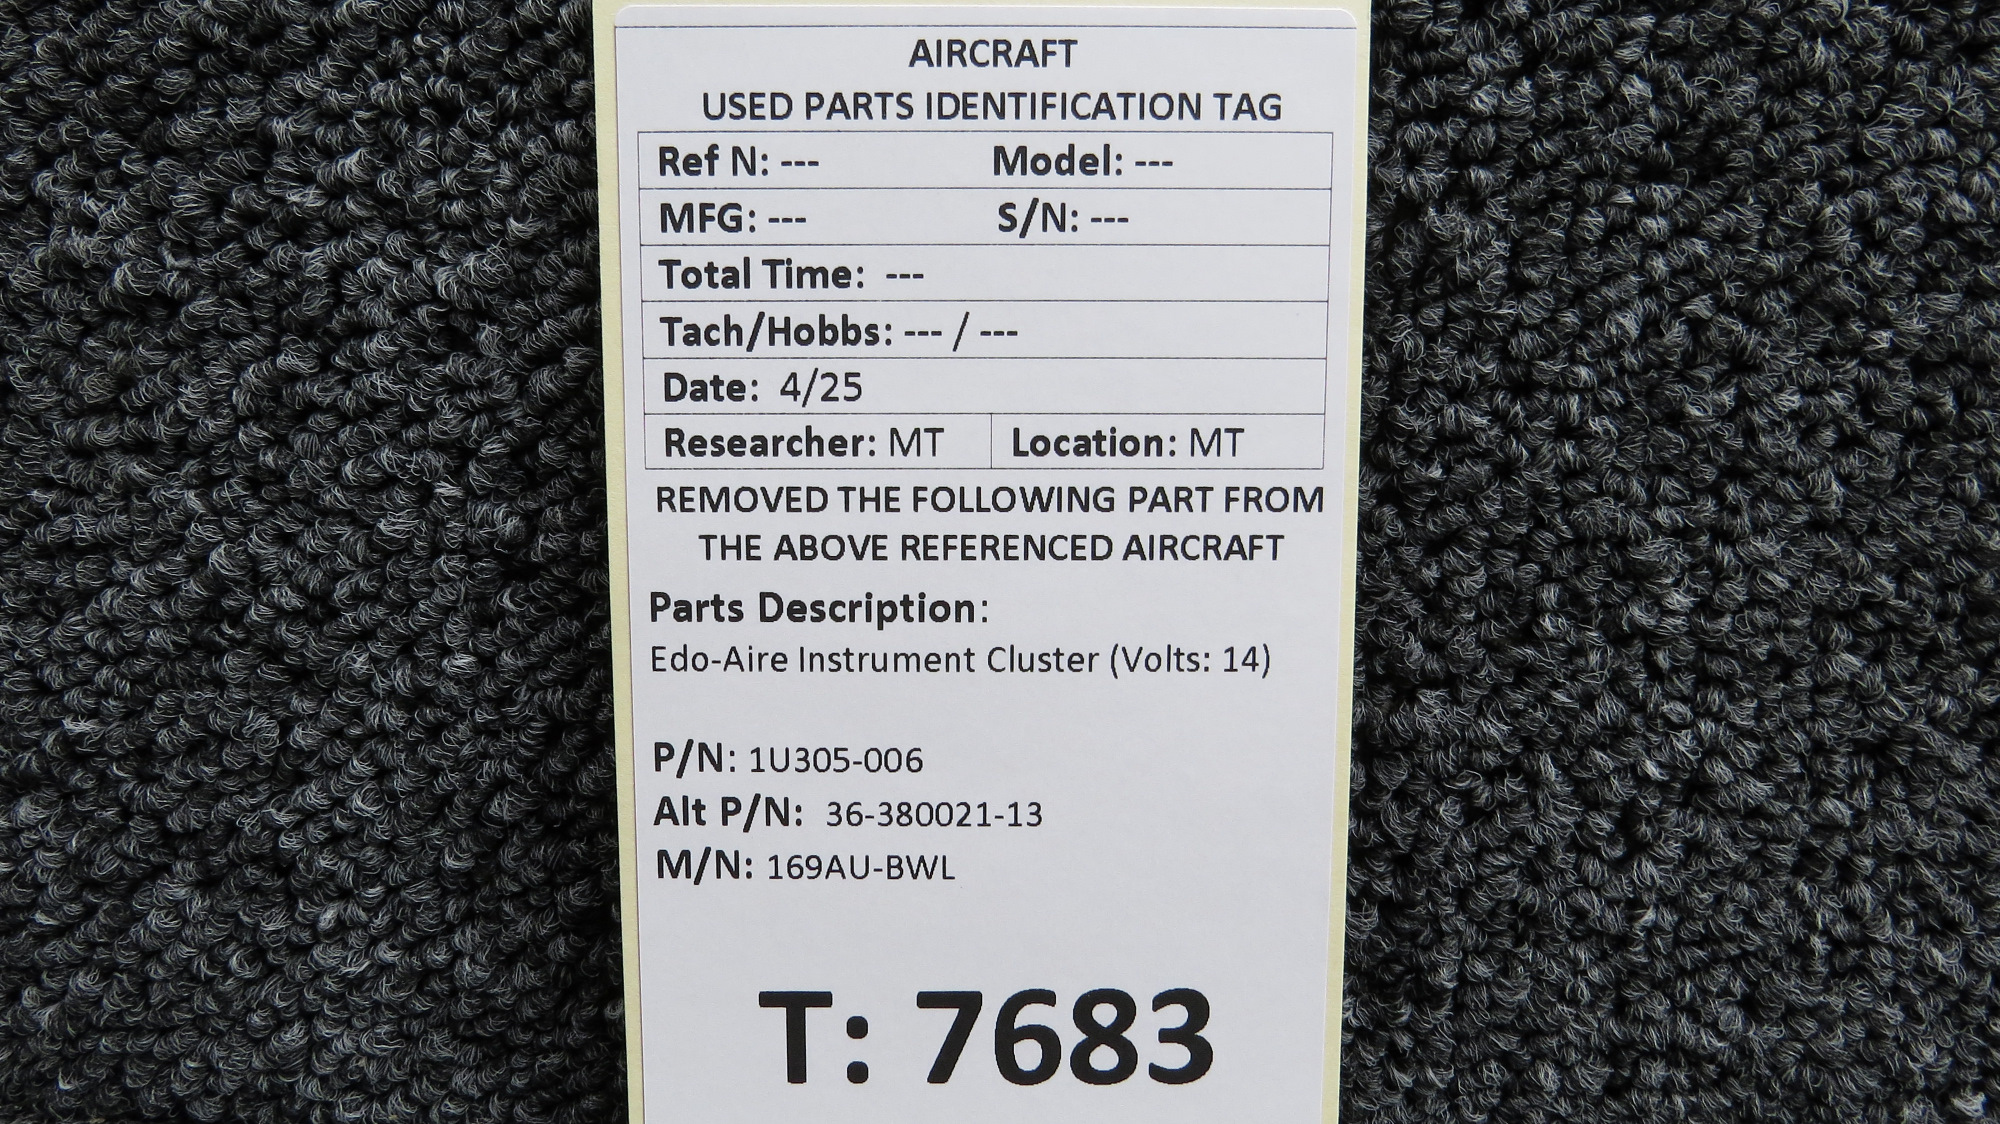 AIRCRAFT
USED PARTS IDENTIFICATION TAG
Ref N: --- Model: ---
MFG: --- S/N: ---
Total Time: ---
Tach/Hobbs: --- / ---
Date: 4/25
Researcher: MT Location: MT
REMOVED THE FOLLOWING PART FROM
THE ABOVE REFERENCED AIRCRAFT
Parts Description:
Edo-Aire Instrument Cluster (Volts: 14)
P/N: 1U305-006
Alt P/N: 36-380021-13
M/N: 169AU-BWL
T: 7683